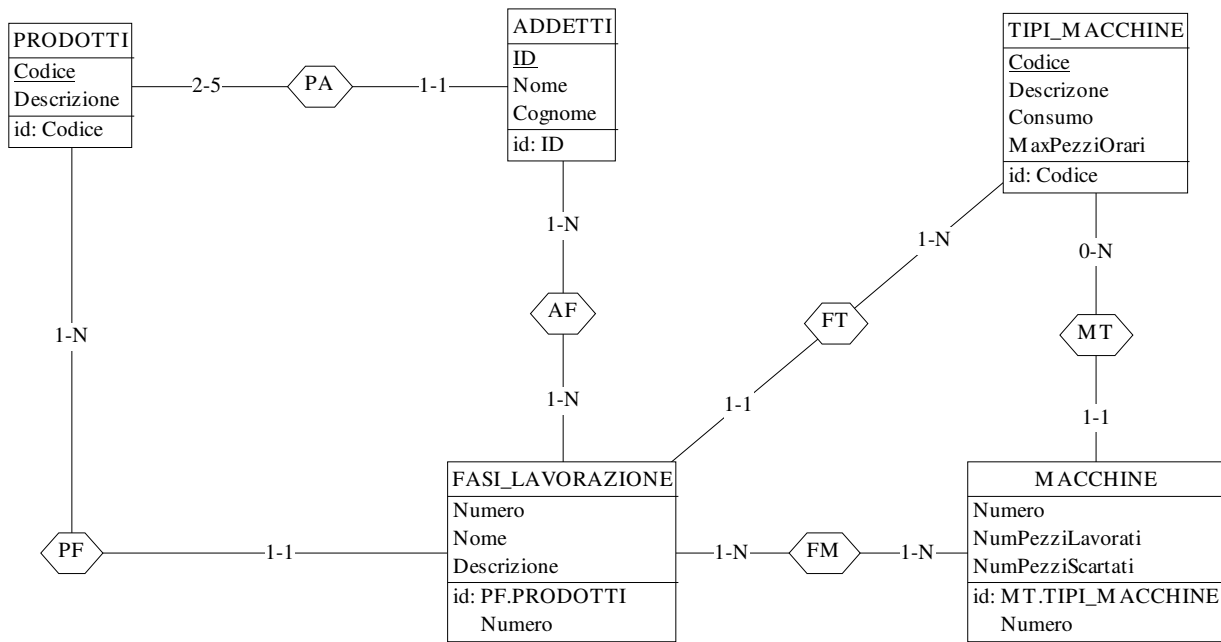 PRODOTTI
Codice
Descrizione
id: Codice
2-5
PA
1-1
ADDETTI
ID
Nome
Cognome
id: ID
TIPI_MACCHINE
Codice
Descrizone
Consumo
MaxPezziOrari
id: Codice
1-N
1-N
0-N
1-N
AF
FT
MT
1-N
1-1
1-1
PF
1-1
FASI_LAVORAZIONE
Numero
Nome
Descrizione
id: PF.PRODOTTI
Numero
1-N
FM
1-N
MACCHINE
Numero
NumPezziLavorati
NumPezziScartati
id: MT.TIPI_MACCHINE
Numero